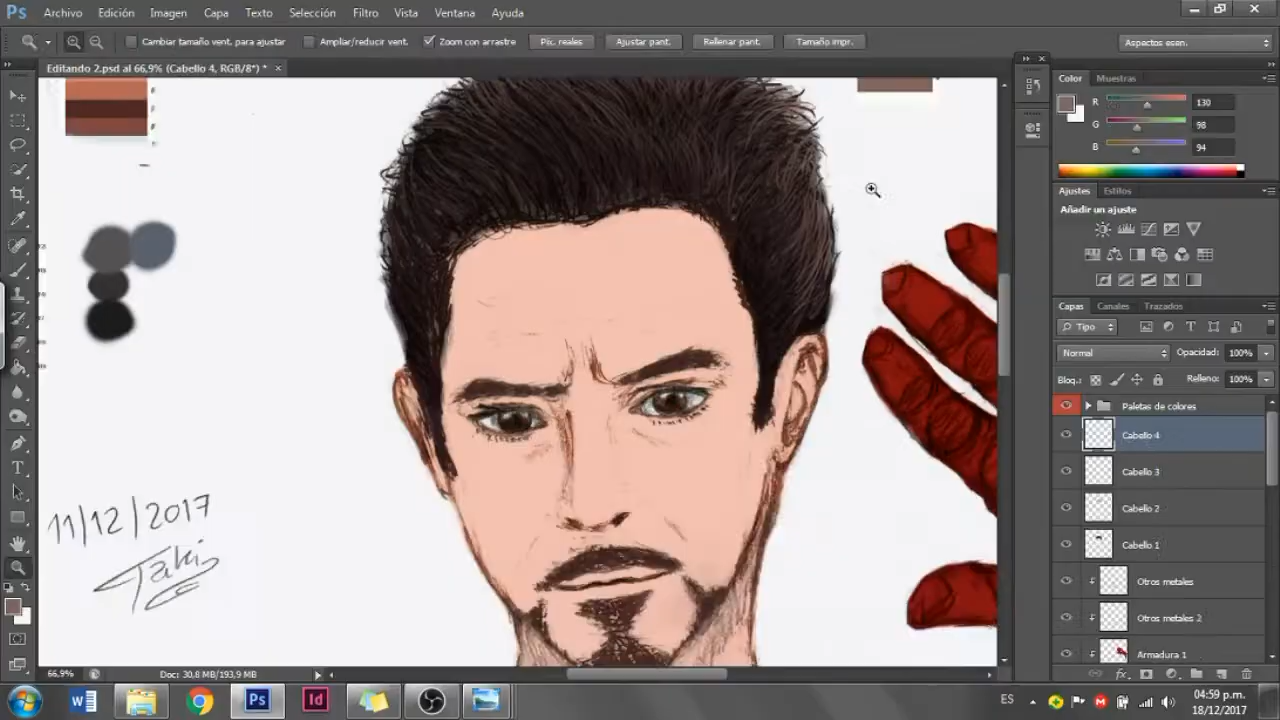 Ps Archivo Edición Imagen Capa Texto Selección Filtro Vista Ventana Ayuda
Cambiar tamaño vent. para ajustar Ampliar/reducir vent. Zoom con arrastre Píx. reales Ajustar pant. Rellenar pant. Tamaño impr. Aspectos esen.
Editando 2.psd al 66,9% (Cabello 4, RGB/8*) *
Color Muestras
R 130
G 98
B 94
Ajustes Estilos
Añadir un ajuste
Capas Canales Trazados
Tipo
Normal Opacidad: 100%
Bloq.: Relleno: 100%
Paletas de colores
Cabello 4
Cabello 3
Cabello 2
Cabello 1
Otros metales
Otros metales 2
Armadura 1
11/12/2017
Takis
66,9% Doc: 30,8 MB/193,9 MB
Ps Id ES 04:59 p.m.
18/12/2017